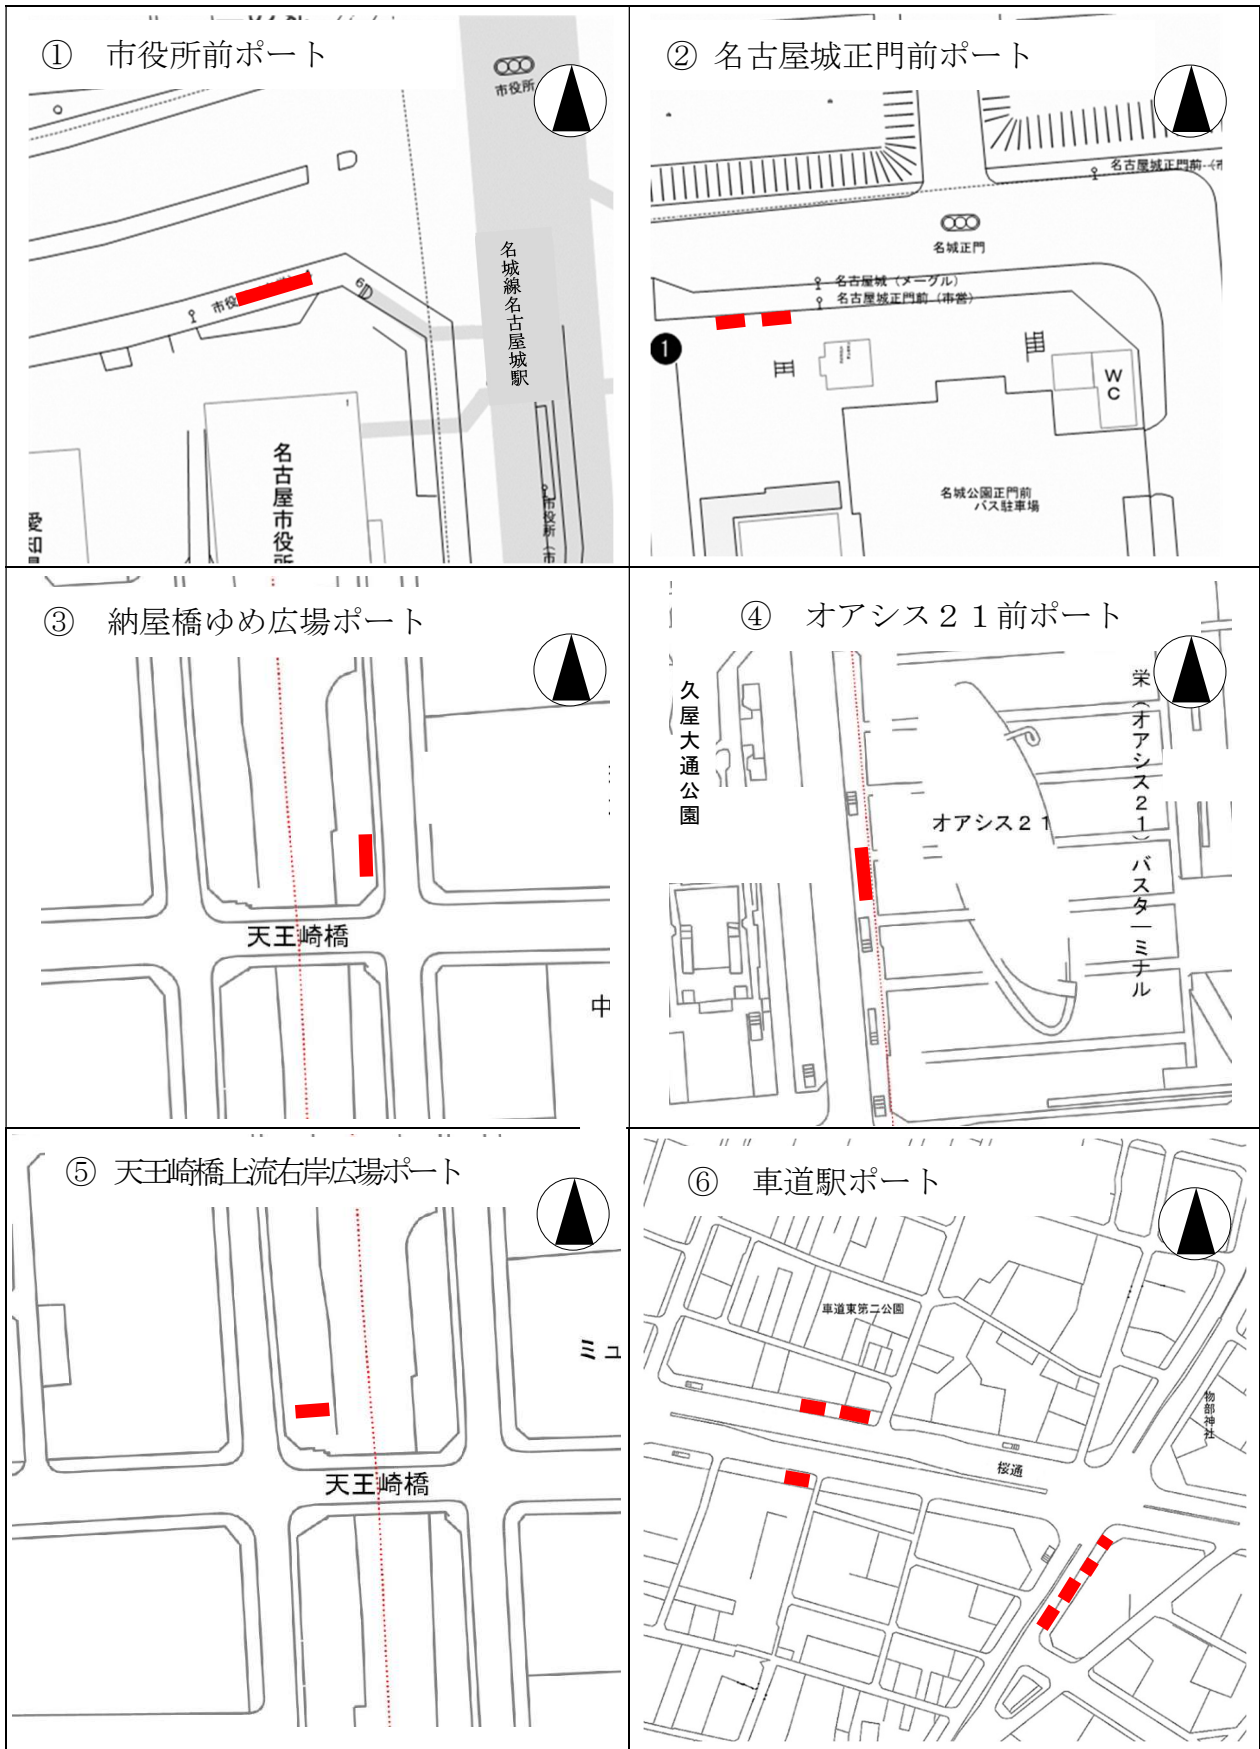 ① 市役所前ポート
市役所
名城線名古屋城駅
市役
6
1
名古屋市役所
愛知
市役所(市
② 名古屋城正門前ポート
名古屋城正門前(市
名城正門
名古屋城(メーグル)
名古屋城正門前(市営)
1
WC
名城公園正門前
バス駐車場
③ 納屋橋ゆめ広場ポート
天王崎橋
中
④ オアシス21前ポート
久屋大通公園
オアシス21
栄(オアシス21)バスターミナル
⑤ 天王崎橋上流右岸広場ポート
ミュ
天王崎橋
⑥ 車道駅ポート
車道東第二公園
物部神社
桜通